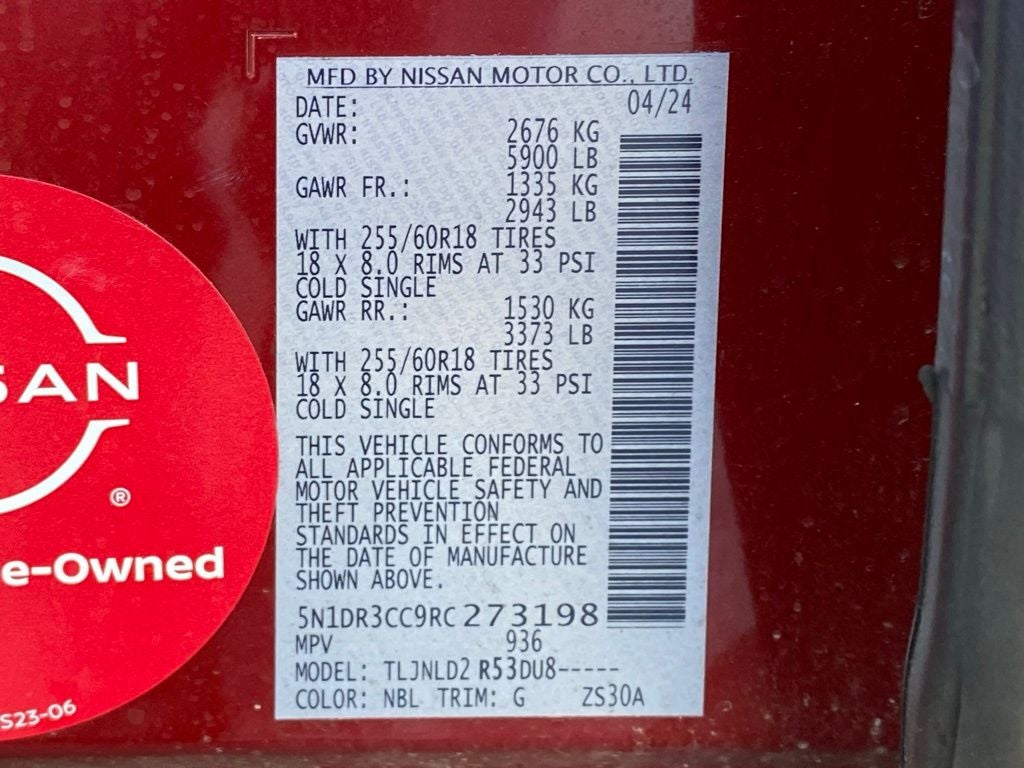 MFD BY NISSAN MOTOR CO., LTD.
DATE: 04/24
GVWR: 2676 KG
5900 LB
GAWR FR.: 1335 KG
2943 LB
WITH 255/60R18 TIRES
18 X 8.0 RIMS AT 33 PSI
COLD SINGLE
GAWR RR.: 1530 KG
3373 LB
WITH 255/60R18 TIRES
18 X 8.0 RIMS AT 33 PSI
COLD SINGLE
THIS VEHICLE CONFORMS TO
ALL APPLICABLE FEDERAL
MOTOR VEHICLE SAFETY AND
THEFT PREVENTION
STANDARDS IN EFFECT ON
THE DATE OF MANUFACTURE
SHOWN ABOVE.
5N1DR3CC9RC273198
MPV 936
MODEL: TLJNLD2 R53DU8-----
COLOR: NBL TRIM: G ZS30A
SAN
®
e-Owned
S23-06